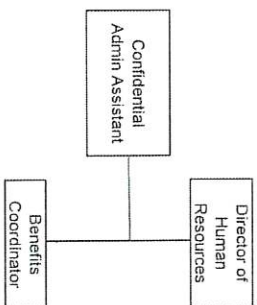 Director of
Human
Resources
Confidential
Admin Assistant
Benefits
Coordinator